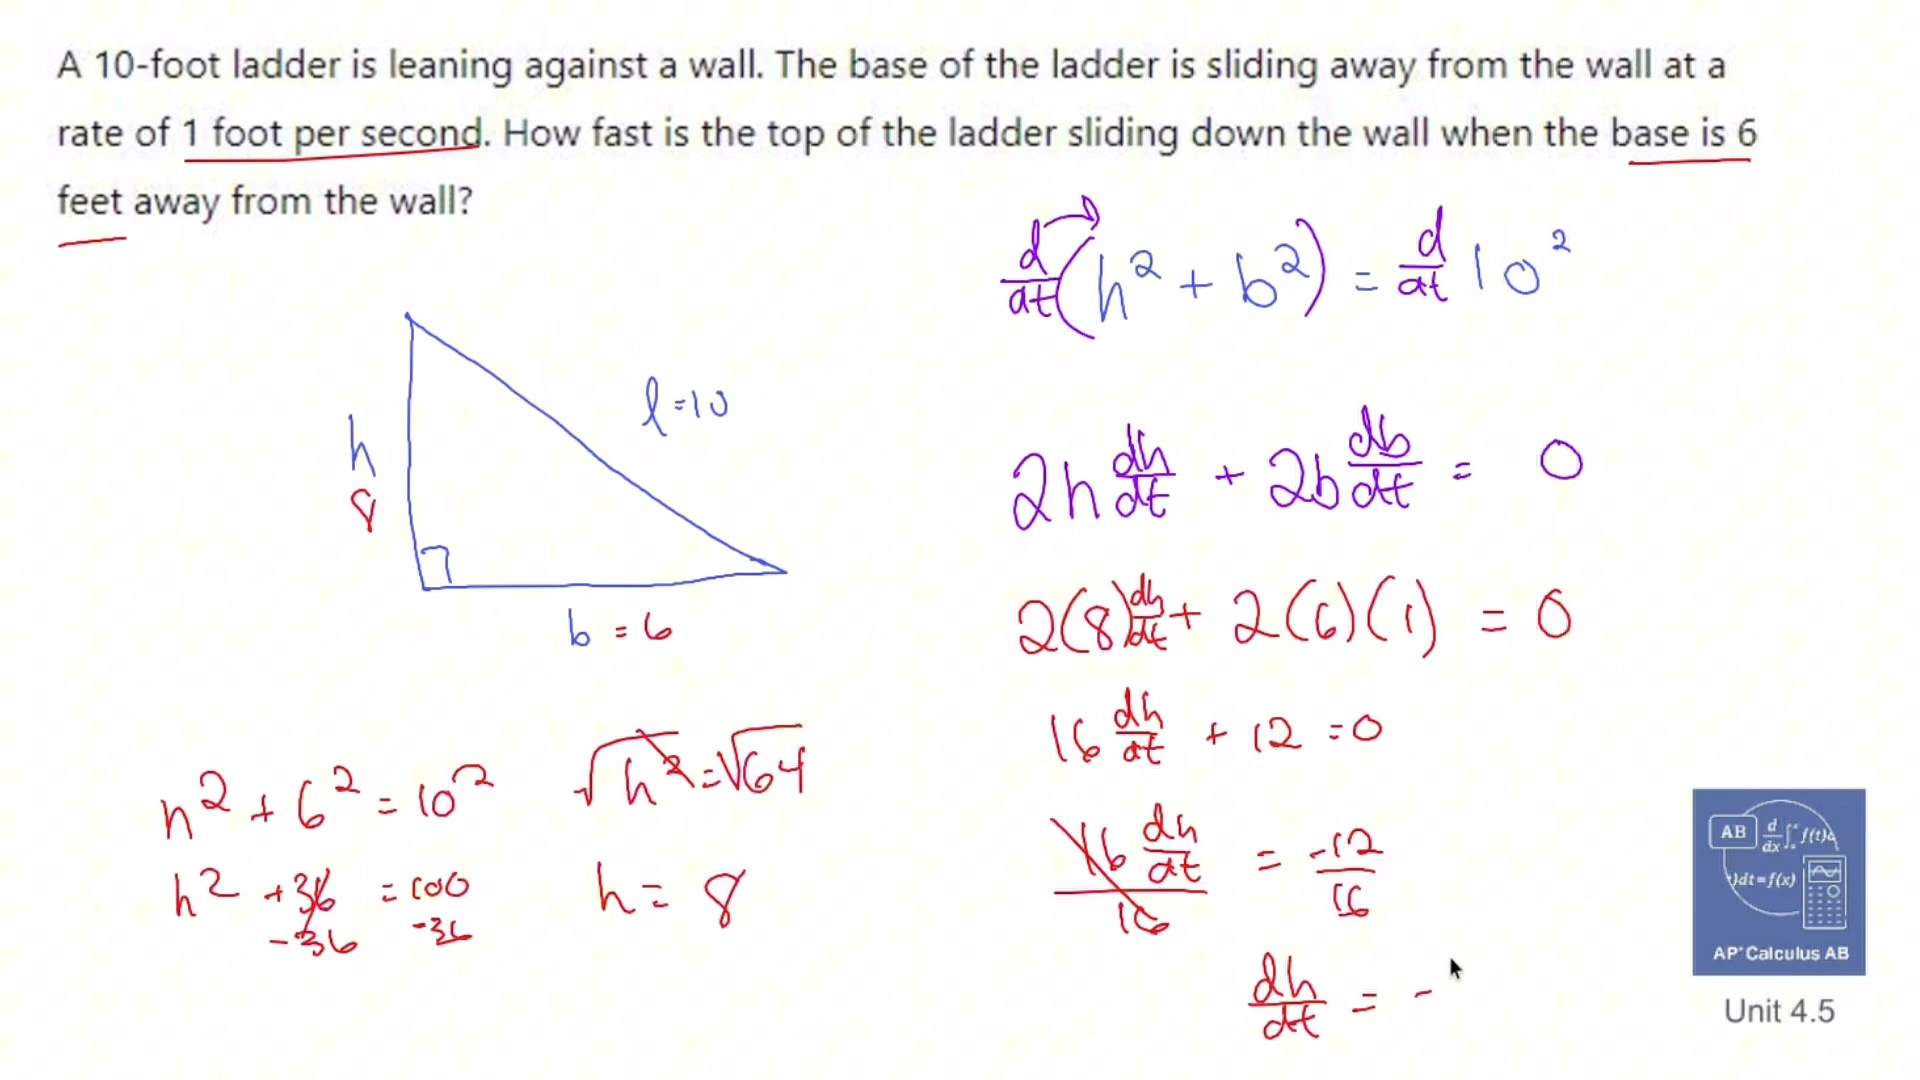 A 10-foot ladder is leaning against a wall. The base of the ladder is sliding away from the wall at a
rate of 1 foot per second. How fast is the top of the ladder sliding down the wall when the base is 6
feet away from the wall?
d/dt(h² + b²) = d/dt 10²
l=10
h
8
b = 6
2h dh/dt + 2b db/dt = 0
2(8)dh/dt + 2(6)(1) = 0
16 dh/dt + 12 =0
16 dh/dt / 16 = -12/16
dh/dt = -
h² + 6² = 10²
h² +36 = 100
-36 -36
√h² = √64
h = 8
AB d/dx ∫ f(t)d
)dt=f(x)
AP* Calculus AB
Unit 4.5